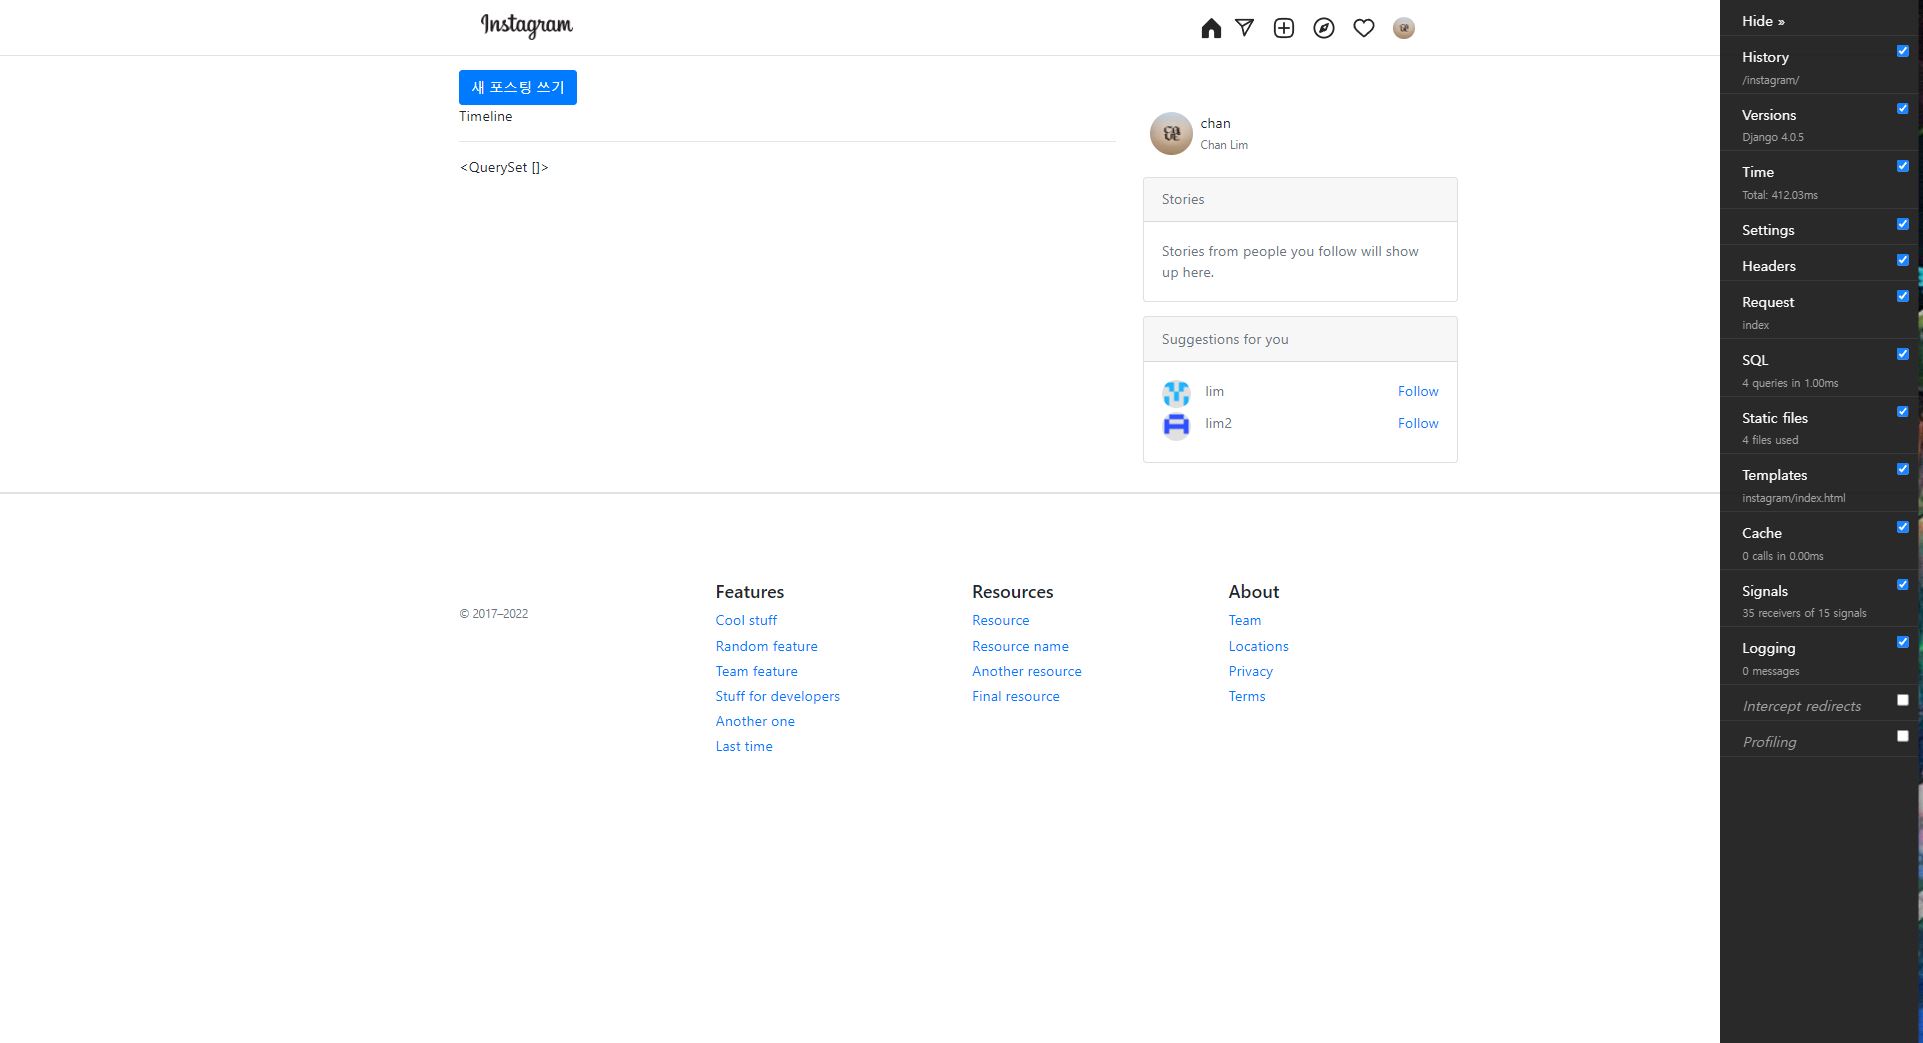 Instagram
새 포스팅 쓰기
Timeline
<QuerySet []>
chan
Chan Lim
Stories
Stories from people you follow will show
up here.
Suggestions for you
lim
Follow
lim2
Follow
© 2017–2022
Features
Cool stuff
Random feature
Team feature
Stuff for developers
Another one
Last time
Resources
Resource
Resource name
Another resource
Final resource
About
Team
Locations
Privacy
Terms
Hide »
History
/instagram/
Versions
Django 4.0.5
Time
Total: 412.03ms
Settings
Headers
Request
index
SQL
4 queries in 1.00ms
Static files
4 files used
Templates
instagram/index.html
Cache
0 calls in 0.00ms
Signals
35 receivers of 15 signals
Logging
0 messages
Intercept redirects
Profiling